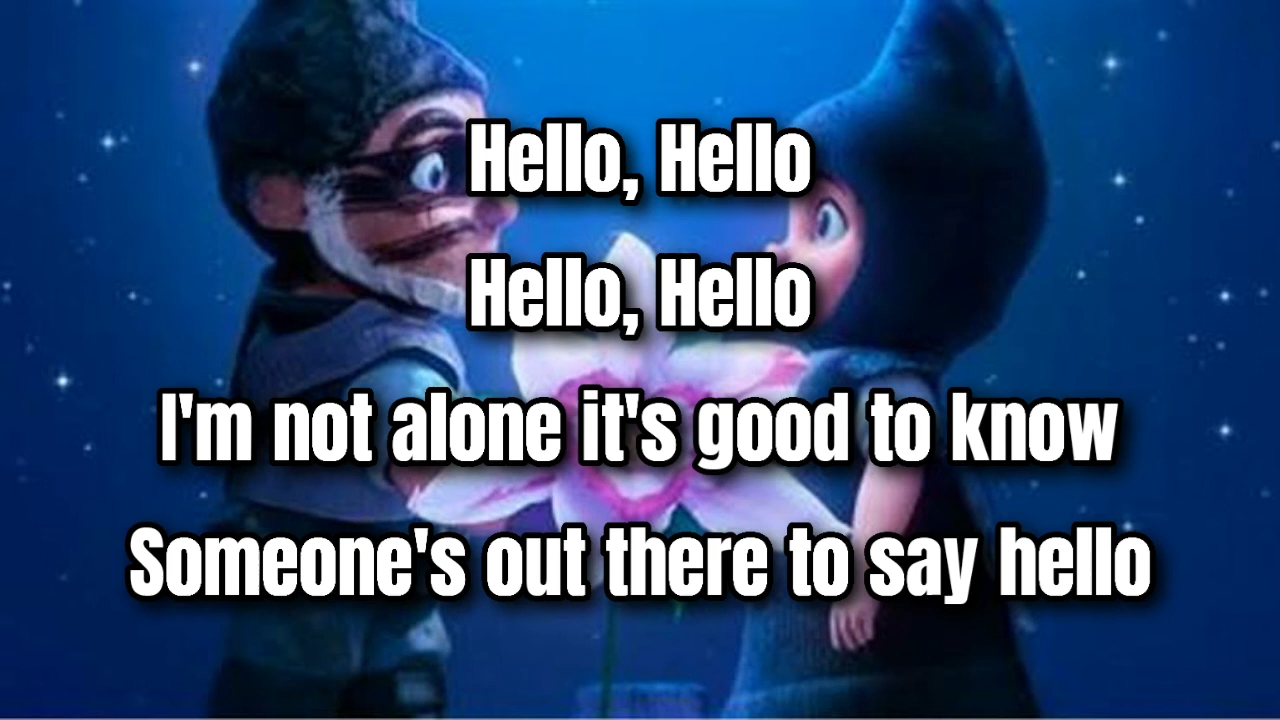 Hello, Hello
Hello, Hello
I'm not alone it's good to know
Someone's out there to say hello